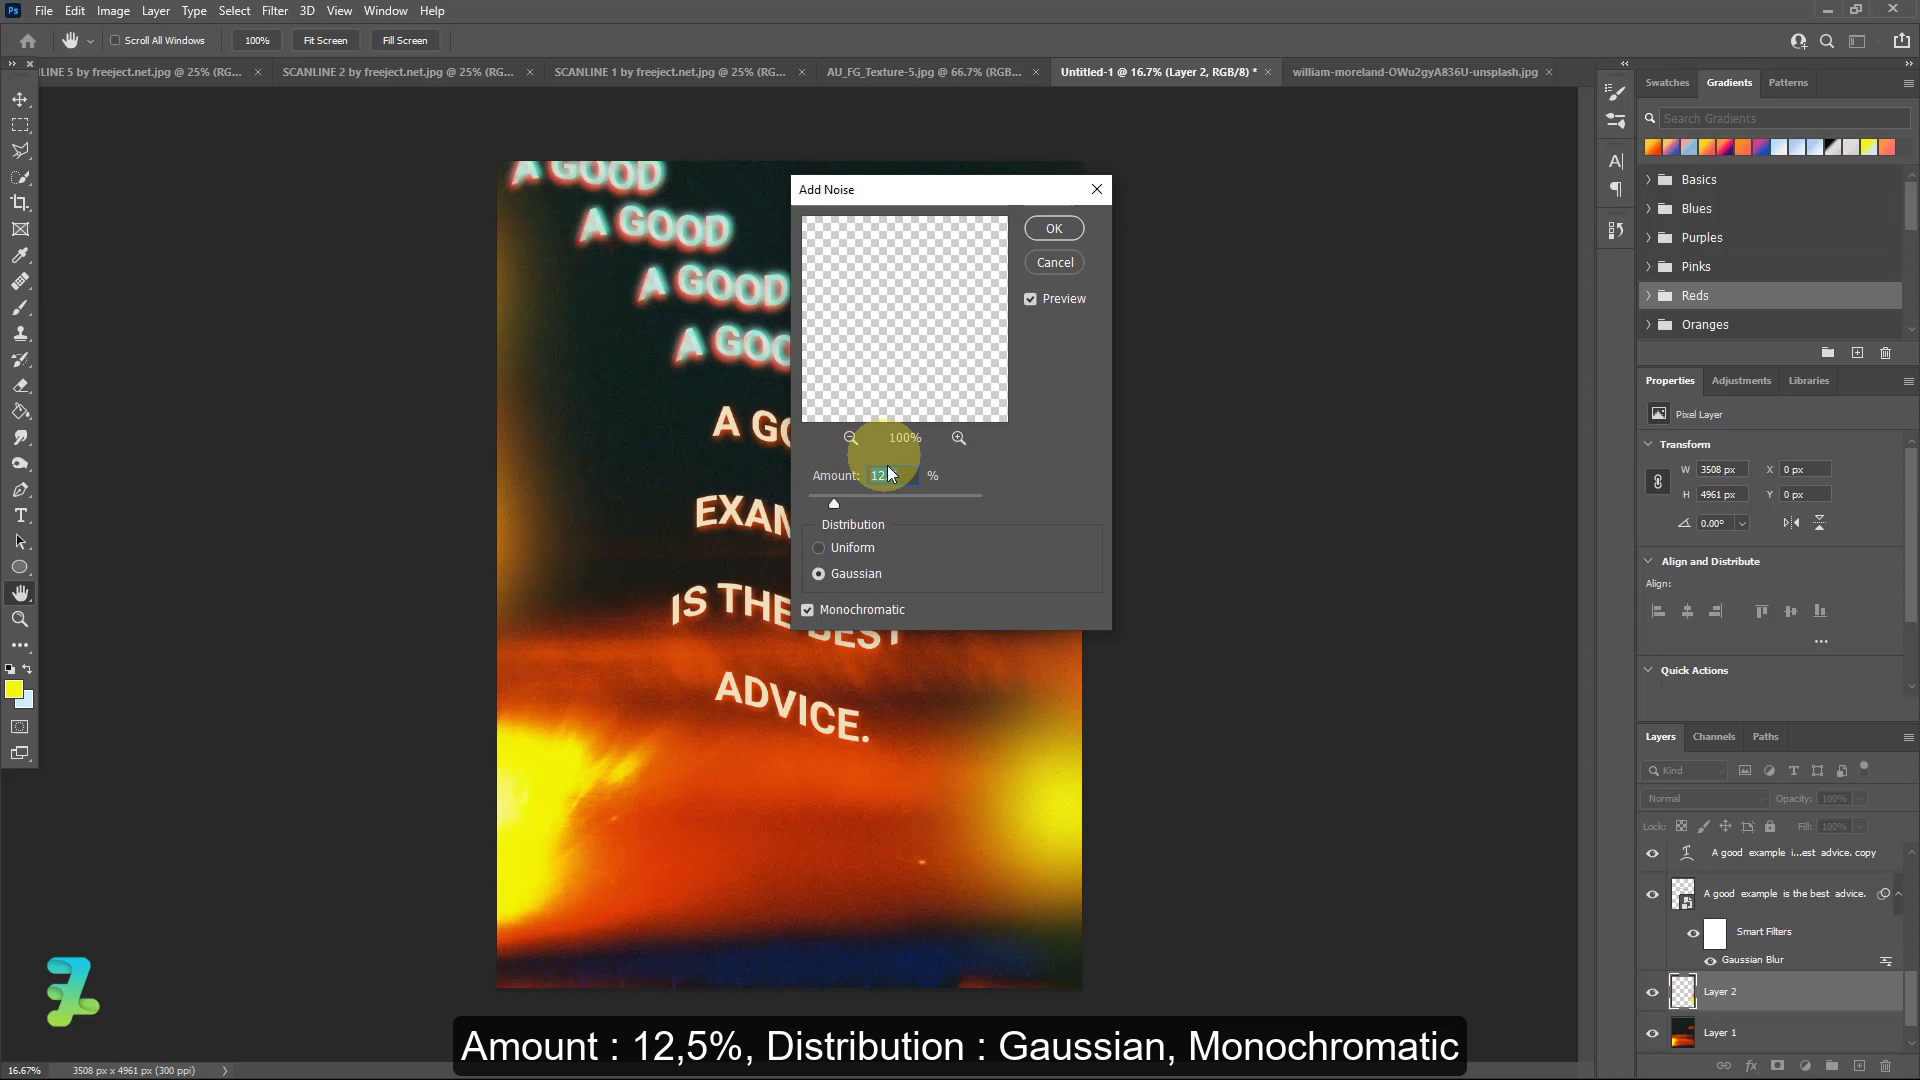 Ps File Edit Image Layer Type Select Filter 3D View Window Help
Scroll All Windows 100% Fit Screen Fill Screen
LINE 5 by freeject.net.jpg @ 25% (RG... SCANLINE 2 by freeject.net.jpg @ 25% (RG... SCANLINE 1 by freeject.net.jpg @ 25% (RG... AU_FG_Texture-5.jpg @ 66.7% (RGB... Untitled-1 @ 16.7% (Layer 2, RGB/8) * william-moreland-OWu2gyA836U-unsplash.jpg
Swatches Gradients Patterns
Search Gradients
Basics
Blues
Purples
Pinks
Reds
Oranges
A GOOD
A GOOD
A GOOD
A GOO
A GO
EXAM
IS THE BEST
ADVICE.
Add Noise
OK
Cancel
Preview
100%
Amount: 12 %
Distribution
Uniform
Gaussian
Monochromatic
Properties Adjustments Libraries
Pixel Layer
Transform
W 3508 px X 0 px
H 4961 px Y 0 px
0.00°
Align and Distribute
Align:
Quick Actions
Layers Channels Paths
Kind
Normal Opacity: 100%
Lock: Fill: 100%
A good example i...est advice. copy
A good example is the best advice.
Smart Filters
Gaussian Blur
Layer 2
Layer 1
Amount : 12,5%, Distribution : Gaussian, Monochromatic
16.67% 3508 px x 4961 px (300 ppi)